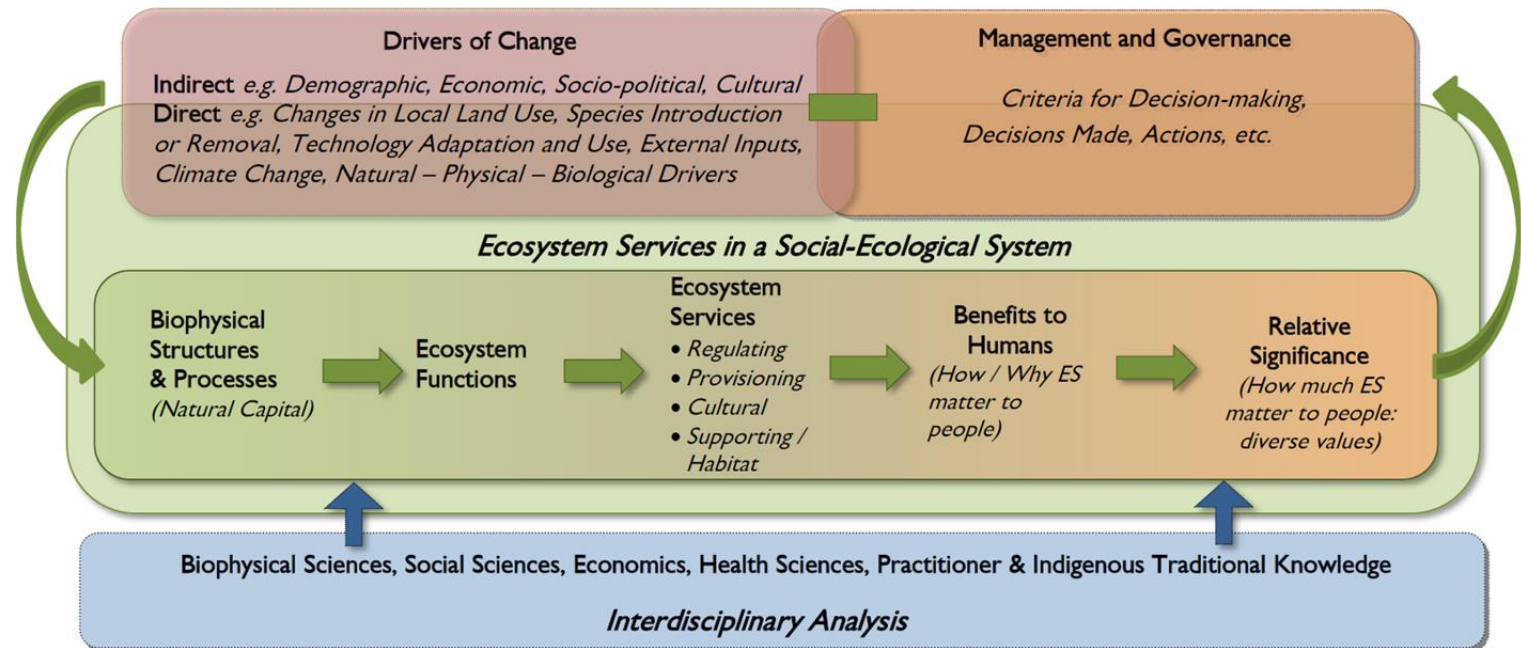 Drivers of Change
Indirect e.g. Demographic, Economic, Socio-political, Cultural
Direct e.g. Changes in Local Land Use, Species Introduction
or Removal, Technology Adaptation and Use, External Inputs,
Climate Change, Natural – Physical – Biological Drivers
Management and Governance
Criteria for Decision-making,
Decisions Made, Actions, etc.
Ecosystem Services in a Social-Ecological System
Biophysical
Structures
& Processes
(Natural Capital)
Ecosystem
Functions
Ecosystem
Services
• Regulating
• Provisioning
• Cultural
• Supporting /
Habitat
Benefits to
Humans
(How / Why ES
matter to
people)
Relative
Significance
(How much ES
matter to people:
diverse values)
Biophysical Sciences, Social Sciences, Economics, Health Sciences, Practitioner & Indigenous Traditional Knowledge
Interdisciplinary Analysis